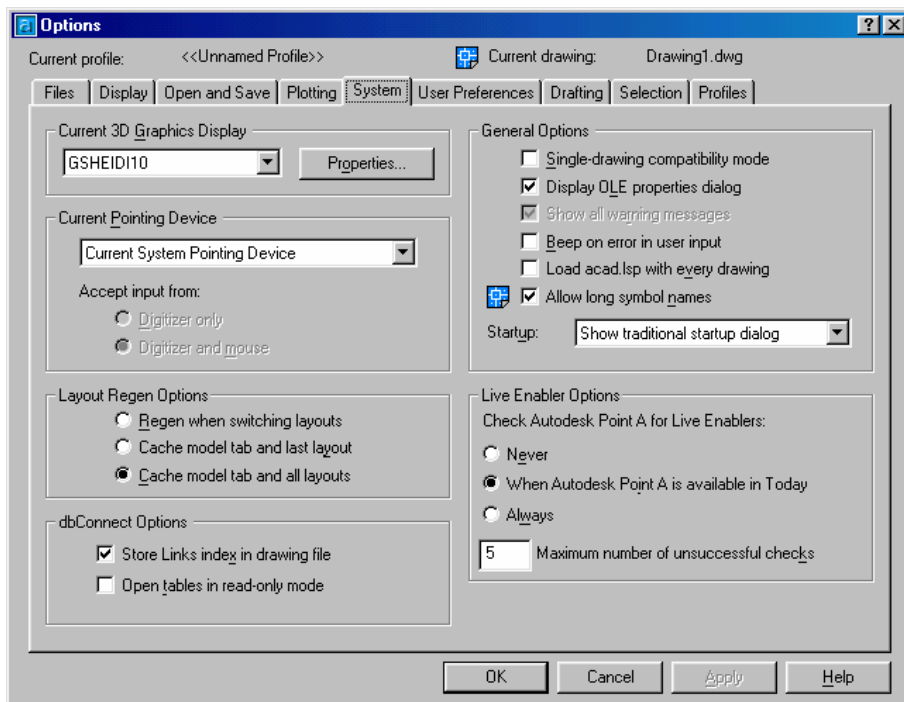 Options
Current profile: <<Unnamed Profile>> Current drawing: Drawing1.dwg
Files Display Open and Save Plotting System User Preferences Drafting Selection Profiles
Current 3D Graphics Display
GSHEIDI10 Properties...
Current Pointing Device
Current System Pointing Device
Accept input from:
Digitizer only
Digitizer and mouse
Layout Regen Options
Regen when switching layouts
Cache model tab and last layout
Cache model tab and all layouts
dbConnect Options
Store Links index in drawing file
Open tables in read-only mode
General Options
Single-drawing compatibility mode
Display OLE properties dialog
Show all warning messages
Beep on error in user input
Load acad.lsp with every drawing
Allow long symbol names
Startup: Show traditional startup dialog
Live Enabler Options
Check Autodesk Point A for Live Enablers:
Never
When Autodesk Point A is available in Today
Always
5 Maximum number of unsuccessful checks
OK Cancel Apply Help